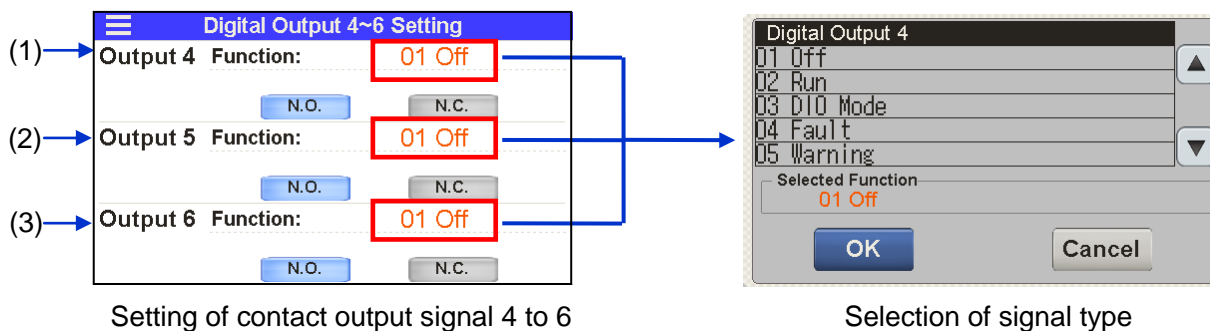 Digital Output 4~6 Setting
(1) Output 4 Function: 01 Off
N.O. N.C.
(2) Output 5 Function: 01 Off
N.O. N.C.
(3) Output 6 Function: 01 Off
N.O. N.C.
Setting of contact output signal 4 to 6
Digital Output 4
01 Off
02 Run
03 DIO Mode
04 Fault
05 Warning
Selected Function
01 Off
OK Cancel
Selection of signal type